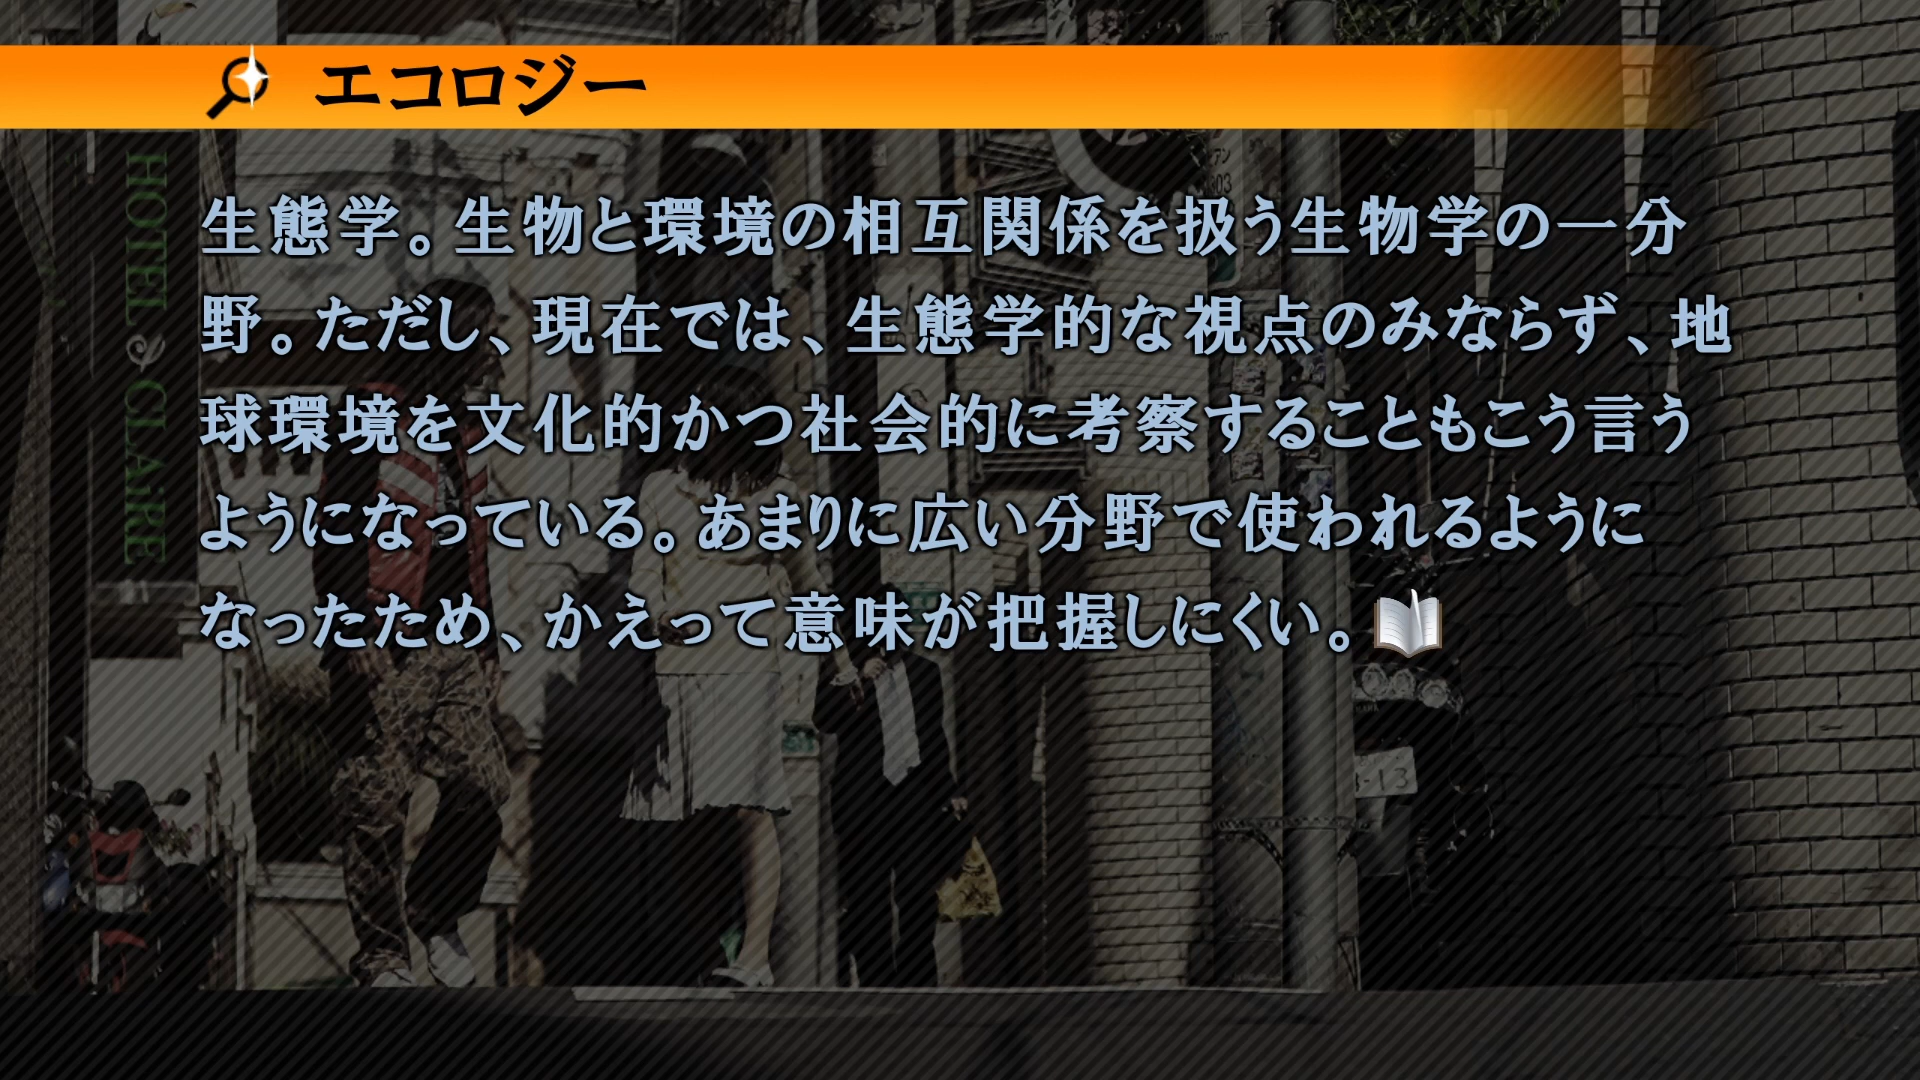 エコロジー
HOTEL & CLAiRE
生態学。生物と環境の相互関係を扱う生物学の一分
野。ただし、現在では、生態学的な視点のみならず、地
球環境を文化的かつ社会的に考察することもこう言う
ようになっている。あまりに広い分野で使われるように
なったため、かえって意味が把握しにくい。
-13